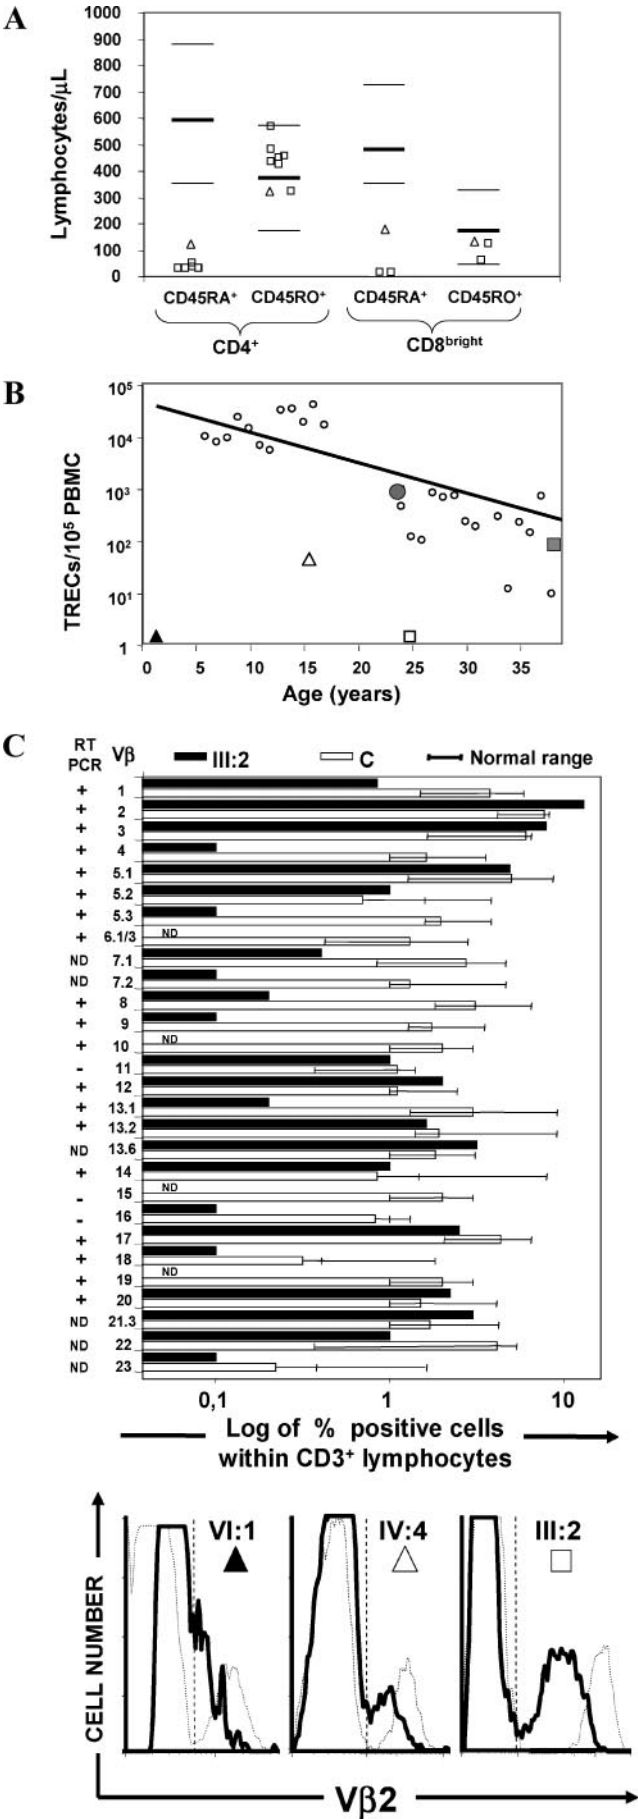 A
Lymphocytes/µL
1000
900
800
700
600
500
400
300
200
100
0
CD45RA⁺ CD45RO⁺ CD45RA⁺ CD45RO⁺
CD4⁺ CD8ᵇʳⁱᵍʰᵗ
B
TRECs/10⁵ PBMC
10⁵
10⁴
10³
10²
10¹
1
0 5 10 15 20 25 30 35
Age (years)
C
RT PCR Vβ III:2 C Normal range
+ 1
+ 2
+ 3
+ 4
+ 5.1
+ 5.2
+ 5.3
+ 6.1/3 ND
ND 7.1
ND 7.2
+ 8
+ 9
+ 10 ND
- 11
+ 12
+ 13.1
+ 13.2
ND 13.6
+ 14
- 15 ND
- 16
+ 17
+ 18
+ 19 ND
+ 20
ND 21.3
ND 22
ND 23
0,1 1 10
Log of % positive cells
within CD3⁺ lymphocytes
CELL NUMBER
VI:1 IV:4 III:2
Vβ2